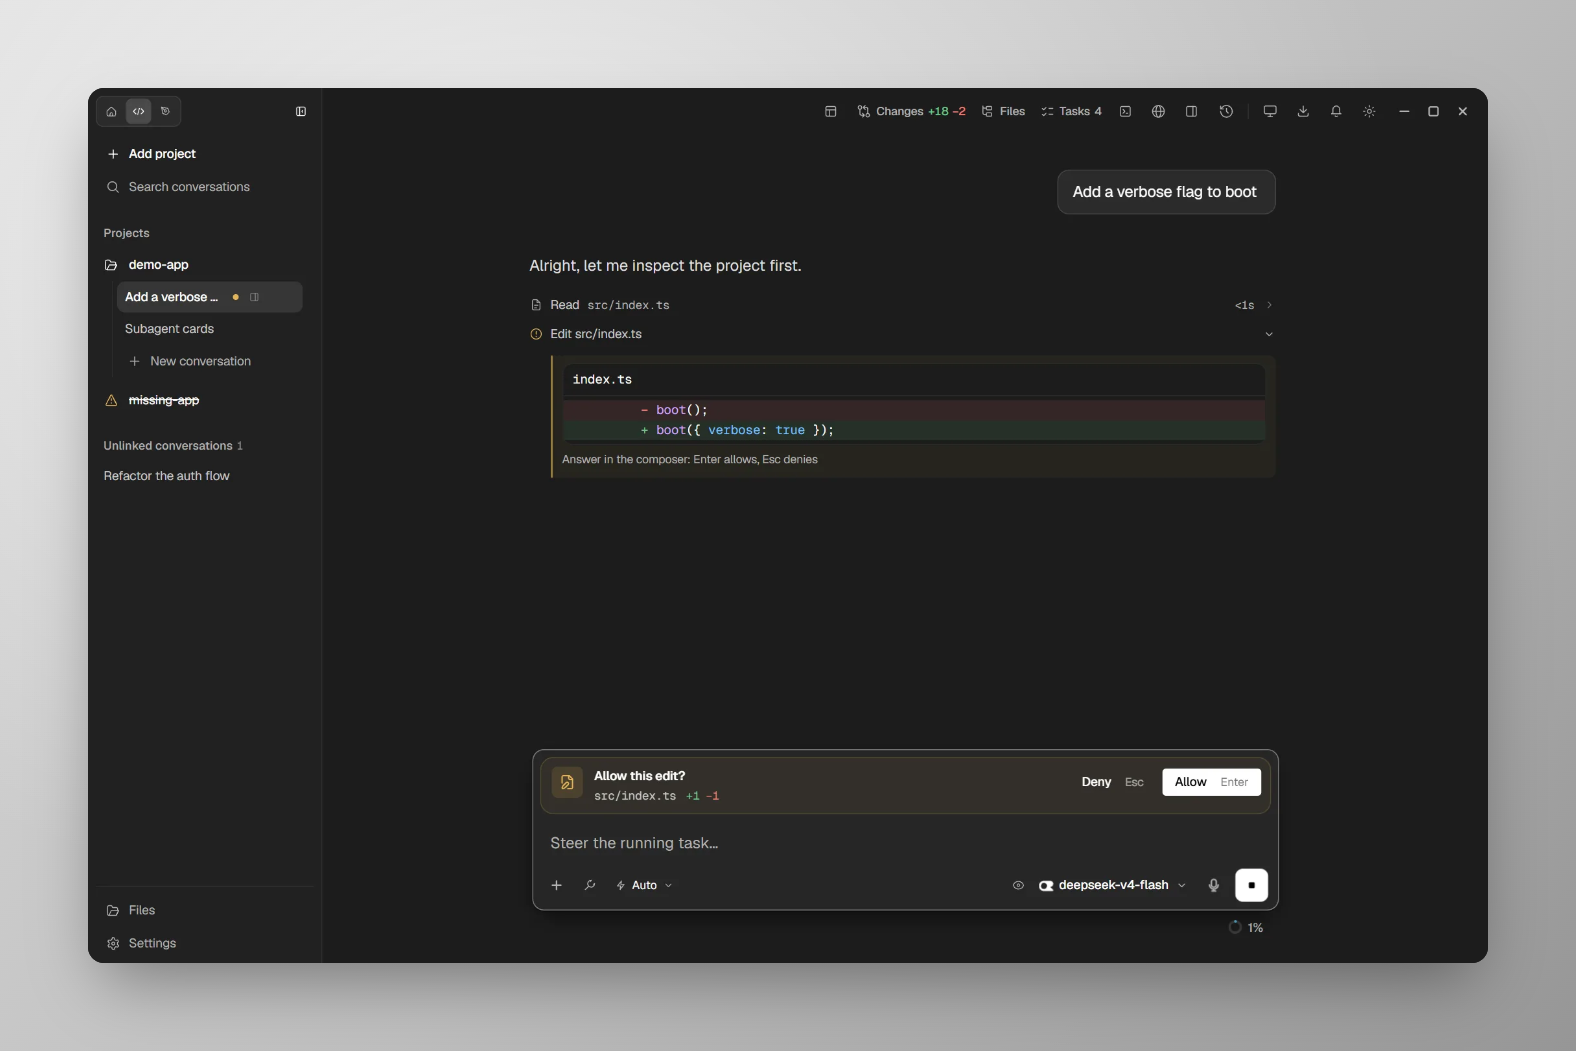 Changes +18 -2
Files
Tasks 4
Add project
Search conversations
Projects
demo-app
Add a verbose ...
Subagent cards
New conversation
missing-app
Unlinked conversations 1
Refactor the auth flow
Files
Settings
Add a verbose flag to boot
Alright, let me inspect the project first.
Read src/index.ts <1s
Edit src/index.ts
index.ts
- boot();
+ boot({ verbose: true });
Answer in the composer: Enter allows, Esc denies
Allow this edit?
src/index.ts +1 -1
Deny Esc
Allow Enter
Steer the running task...
Auto
deepseek-v4-flash
1%